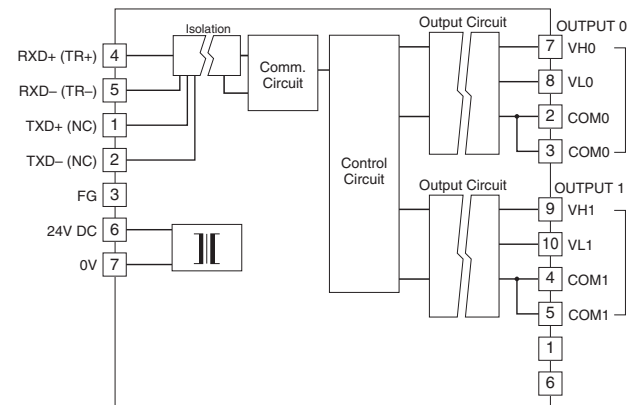 Isolation
Output Circuit
OUTPUT 0
RXD+ (TR+) 4
RXD– (TR–) 5
TXD+ (NC) 1
TXD– (NC) 2
FG 3
24V DC 6
0V 7
Comm.
Circuit
Control
Circuit
7 VH0
8 VL0
2 COM0
3 COM0
Output Circuit
OUTPUT 1
9 VH1
10 VL1
4 COM1
5 COM1
1
6